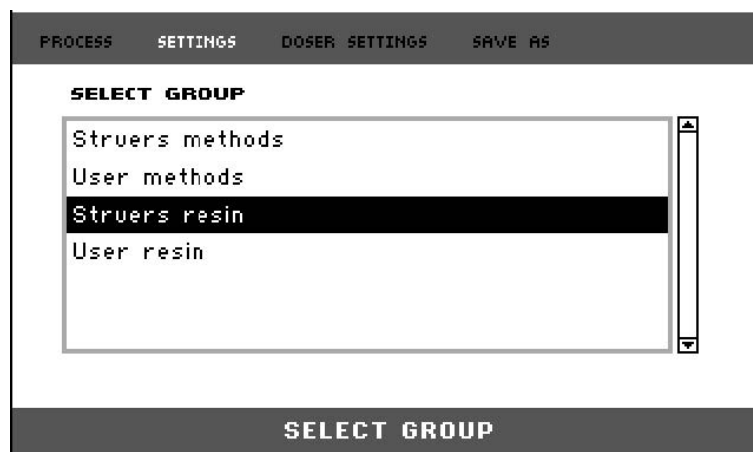 PROCESS SETTINGS DOSER SETTINGS SAVE AS
SELECT GROUP
Struers methods
User methods
Struers resin
User resin
SELECT GROUP